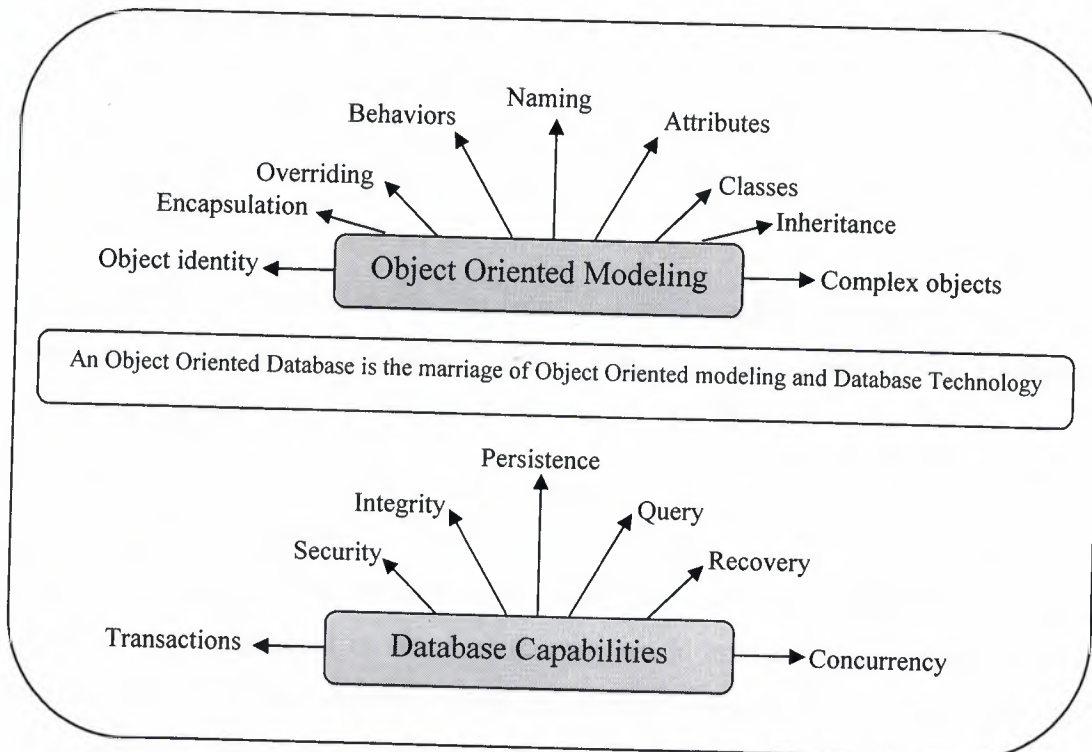 Naming
Behaviors
Attributes
Overriding
Classes
Encapsulation
Inheritance
Object identity
Object Oriented Modeling
Complex objects
An Object Oriented Database is the marriage of Object Oriented modeling and Database Technology
Persistence
Integrity
Query
Security
Recovery
Transactions
Database Capabilities
Concurrency